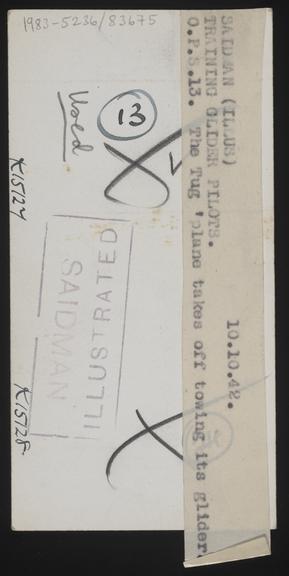 1983-5236/83675
13
Used
K15127
K15128
SAIDMAN
ILLUSTRATED
SAIDMAN (ILLUS) 10.10.42.
TRAINING GLIDER PILOTS.
O.P.S.13. The Tug 'plane takes off towing its glider.